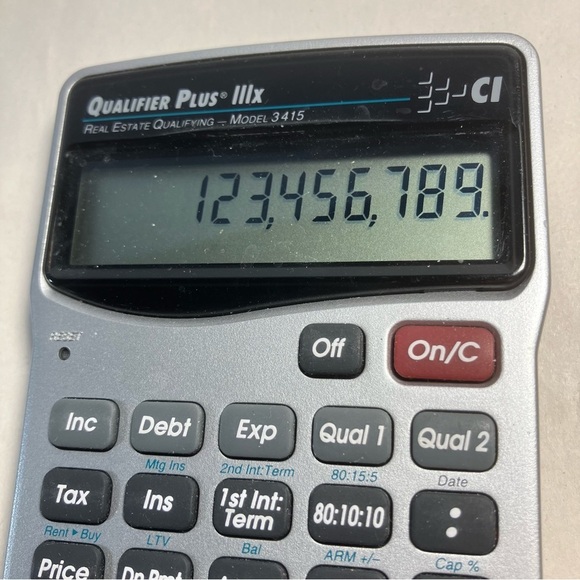 QUALIFIER PLUS® IIIx
CI
REAL ESTATE QUALIFYING – MODEL 3415
123,456,789.
RESET
Off
On/C
Inc
Debt
Exp
Qual 1
Qual 2
Mtg Ins
2nd Int:Term
80:15:5
Date
Tax
Ins
1st Int:
Term
80:10:10
:
Rent ▸ Buy
LTV
Bal
ARM +/–
Cap %
Price
Dn Pmt